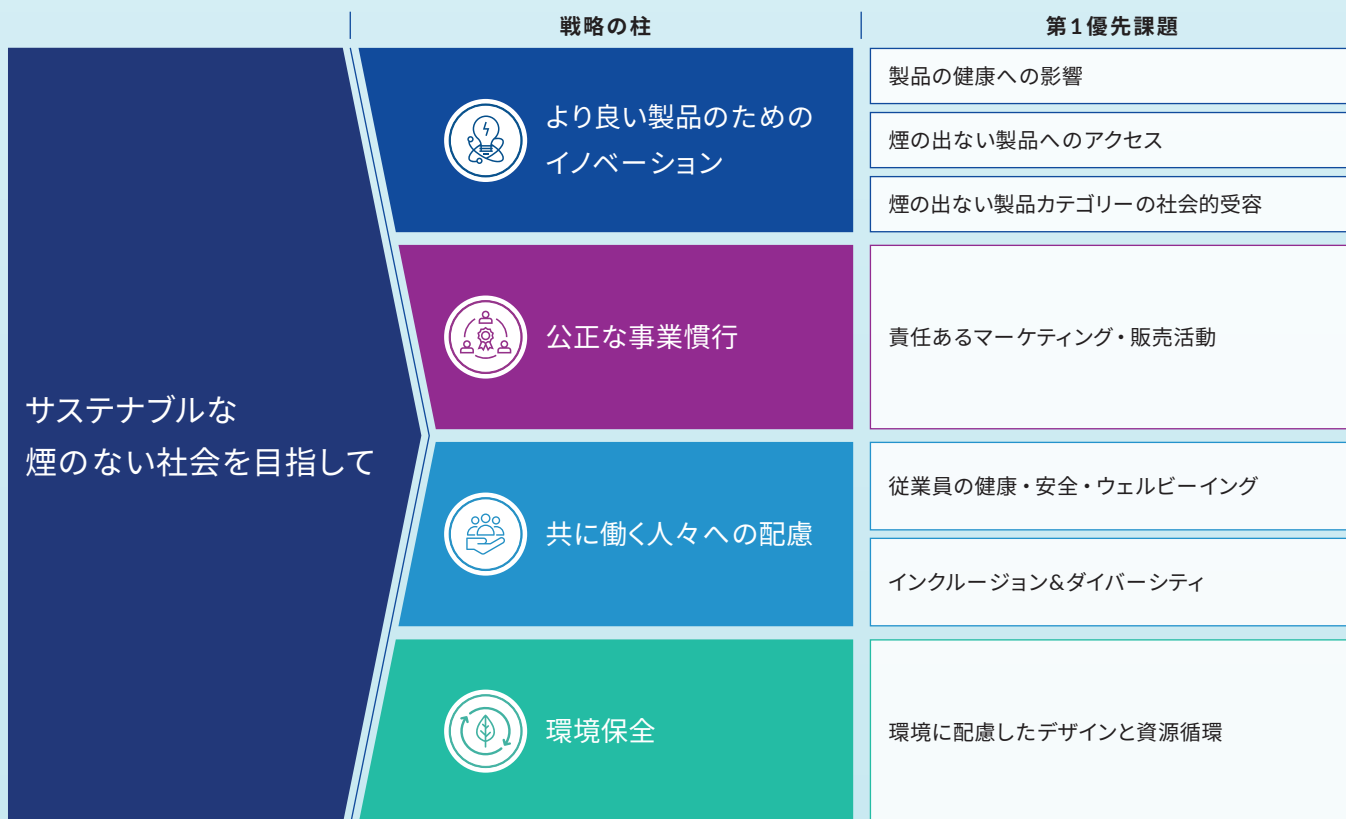 戦略の柱
第1優先課題
サステナブルな
煙のない社会を目指して
より良い製品のための
イノベーション
製品の健康への影響
煙の出ない製品へのアクセス
煙の出ない製品カテゴリーの社会的受容
公正な事業慣行
責任あるマーケティング・販売活動
共に働く人々への配慮
従業員の健康・安全・ウェルビーイング
インクルージョン&ダイバーシティ
環境保全
環境に配慮したデザインと資源循環